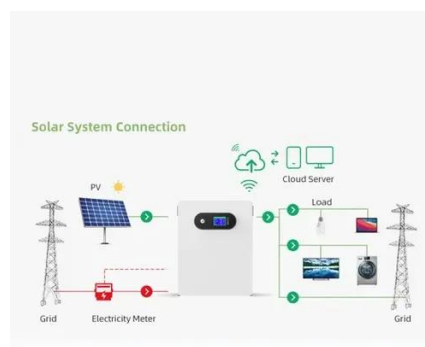 Solar System Connection
PV
Cloud Server
Load
Grid
Electricity Meter
Grid